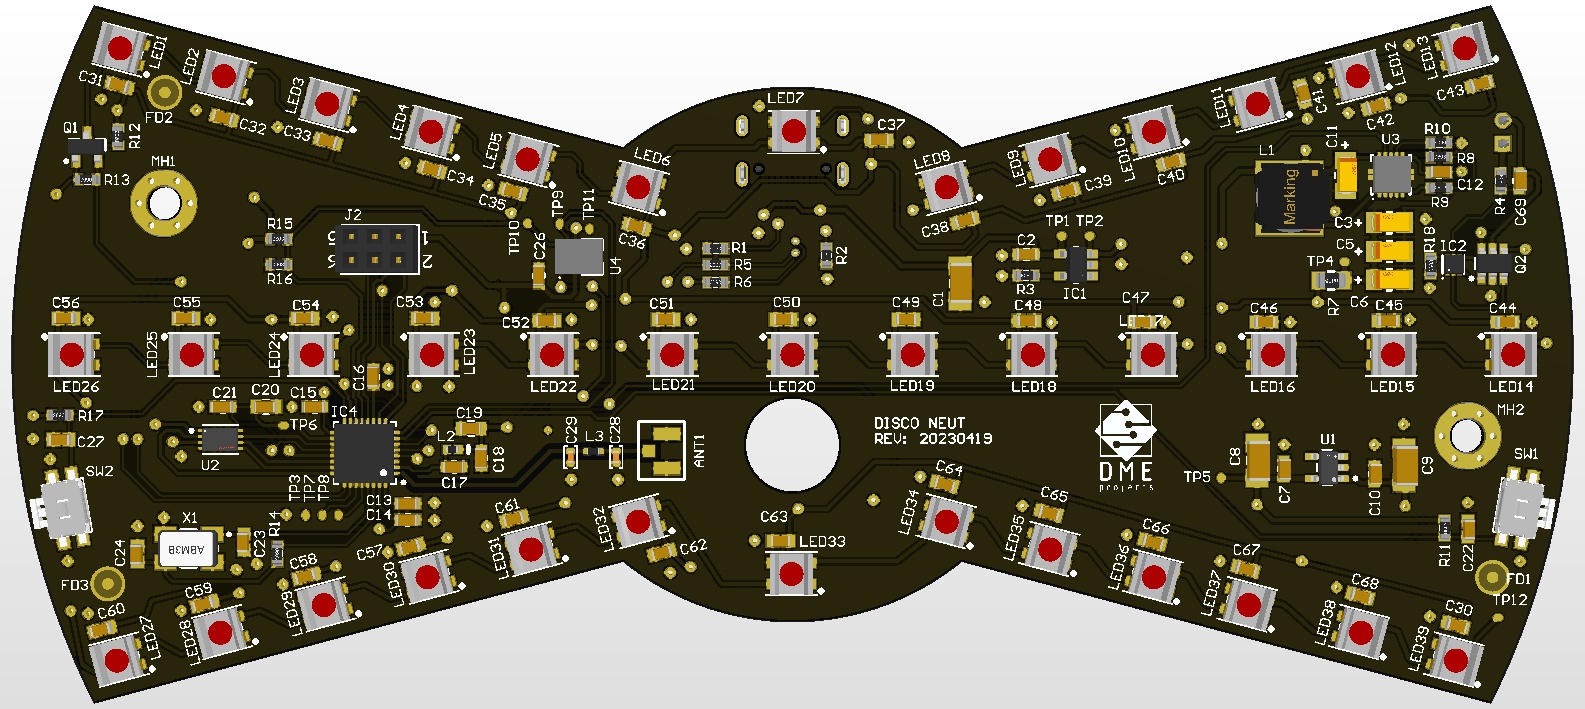 LED1
LED2
LED3
LED4
LED5
LED6
LED7
LED8
LED9
LED10
LED11
LED12
LED13
C31
FD2
C32
C33
C34
C35
C36
C37
C38
C39
C40
C41
C42
C43
Q1
R12
R13
MH1
TP9
TP11
TP10
C26
U4
R15
R16
J2
1
2
R1
R5
R6
R2
C1
C2
R3
TP1 TP2
IC1
L1
Marking
C11
U3
R10
R8
C12
R9
R4
C69
C3
C5
C6
TP4
R7
R18
IC2
Q2
C56
C55
C54
C53
C52
C51
C50
C49
C48
C47
C46
C45
C44
LED26
LED25
LED24
LED23
LED22
LED21
LED20
LED19
LED18
LED16
LED15
LED14
C16
R17
C27
C21
C20
C15
TP6
IC4
U2
C19
L2
C18
C17
C29
L3
C28
ANT1
DISCO NEUT
REV: 20230419
DME
projects
MH2
SW2
TP3
TP7
TP8
C13
C14
TP5
C8
C7
U1
C10
C9
SW1
X1
ABM3B
C24
C23
R14
FD3
C57
C58
C59
C60
C61
C62
C63
C64
C65
C66
C67
C68
C30
R11
C22
FD1
TP12
LED27
LED28
LED29
LED30
LED31
LED32
LED33
LED34
LED35
LED36
LED37
LED38
LED39